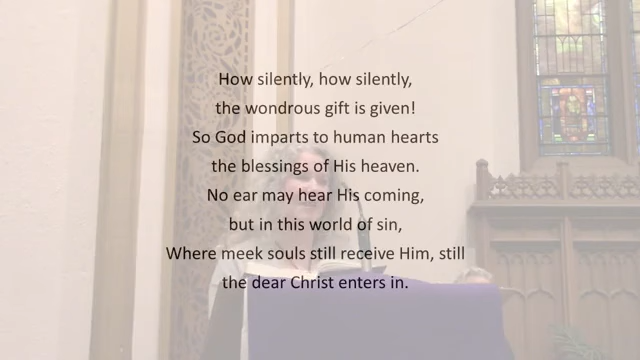 How silently, how silently,
the wondrous gift is given!
So God imparts to human hearts
the blessings of His heaven.
No ear may hear His coming,
but in this world of sin,
Where meek souls still receive Him, still
the dear Christ enters in.